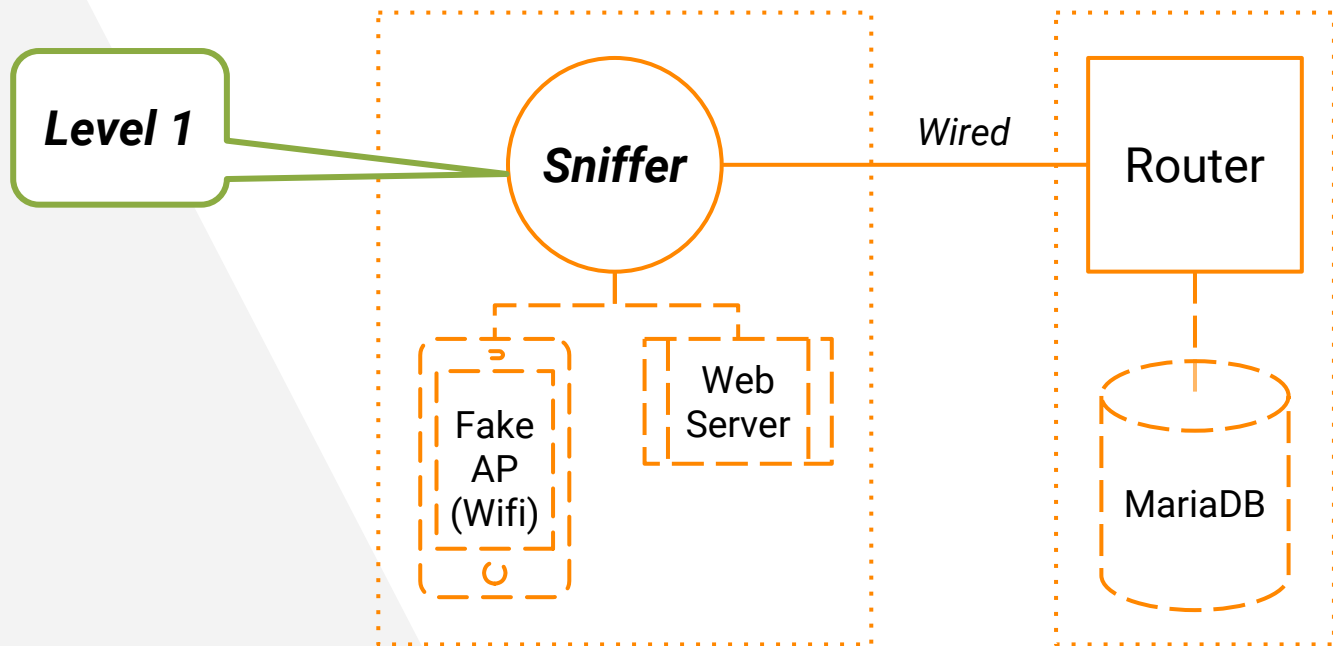 Level 1
Sniffer
Wired
Router
Fake
AP
(Wifi)
Web
Server
MariaDB